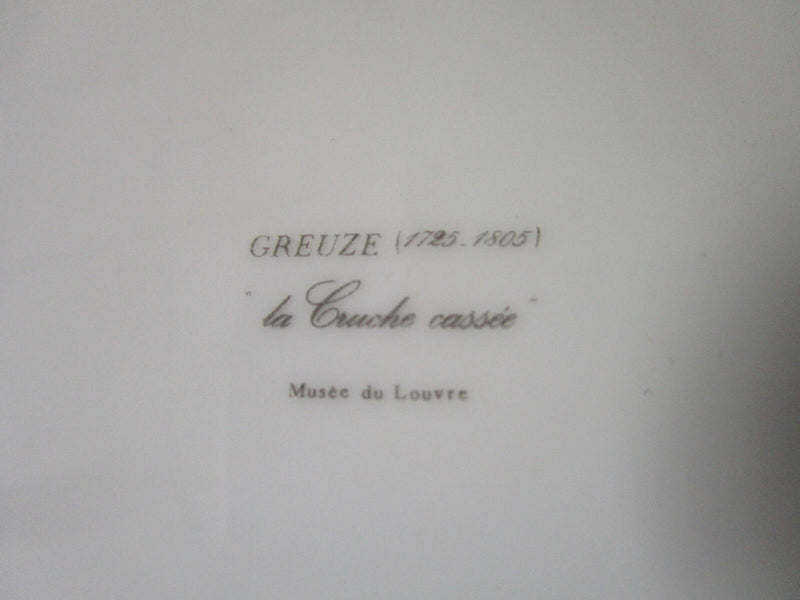 GREUZE (1725-1805)
"la Cruche cassée"
Musée du Louvre